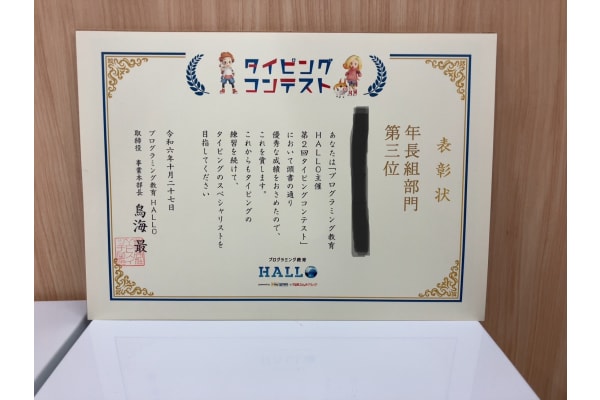 タイピング
コンテスト
表彰状
年長組部門
第三位
あなたは「プログラミング教育
HALLO主催
第2回タイピングコンテスト」
において頭書の通り
優秀な成績をおさめたので、
これを賞します。
これからもタイピングの
練習を続けて、
タイピングのスペシャリストを
目指してください
令和六年十月二十七日
プログラミング教育HALLO
取締役 事業本部長 鳥海 最
プログラミング教育
HALLO